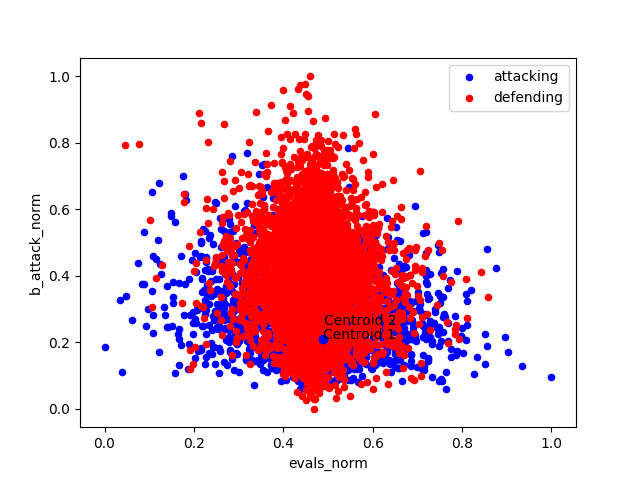 attacking
defending
1.0
0.8
0.6
0.4
0.2
0.0
b_attack_norm
Centroid 2
Centroid 1
0.0 0.2 0.4 0.6 0.8 1.0
evals_norm